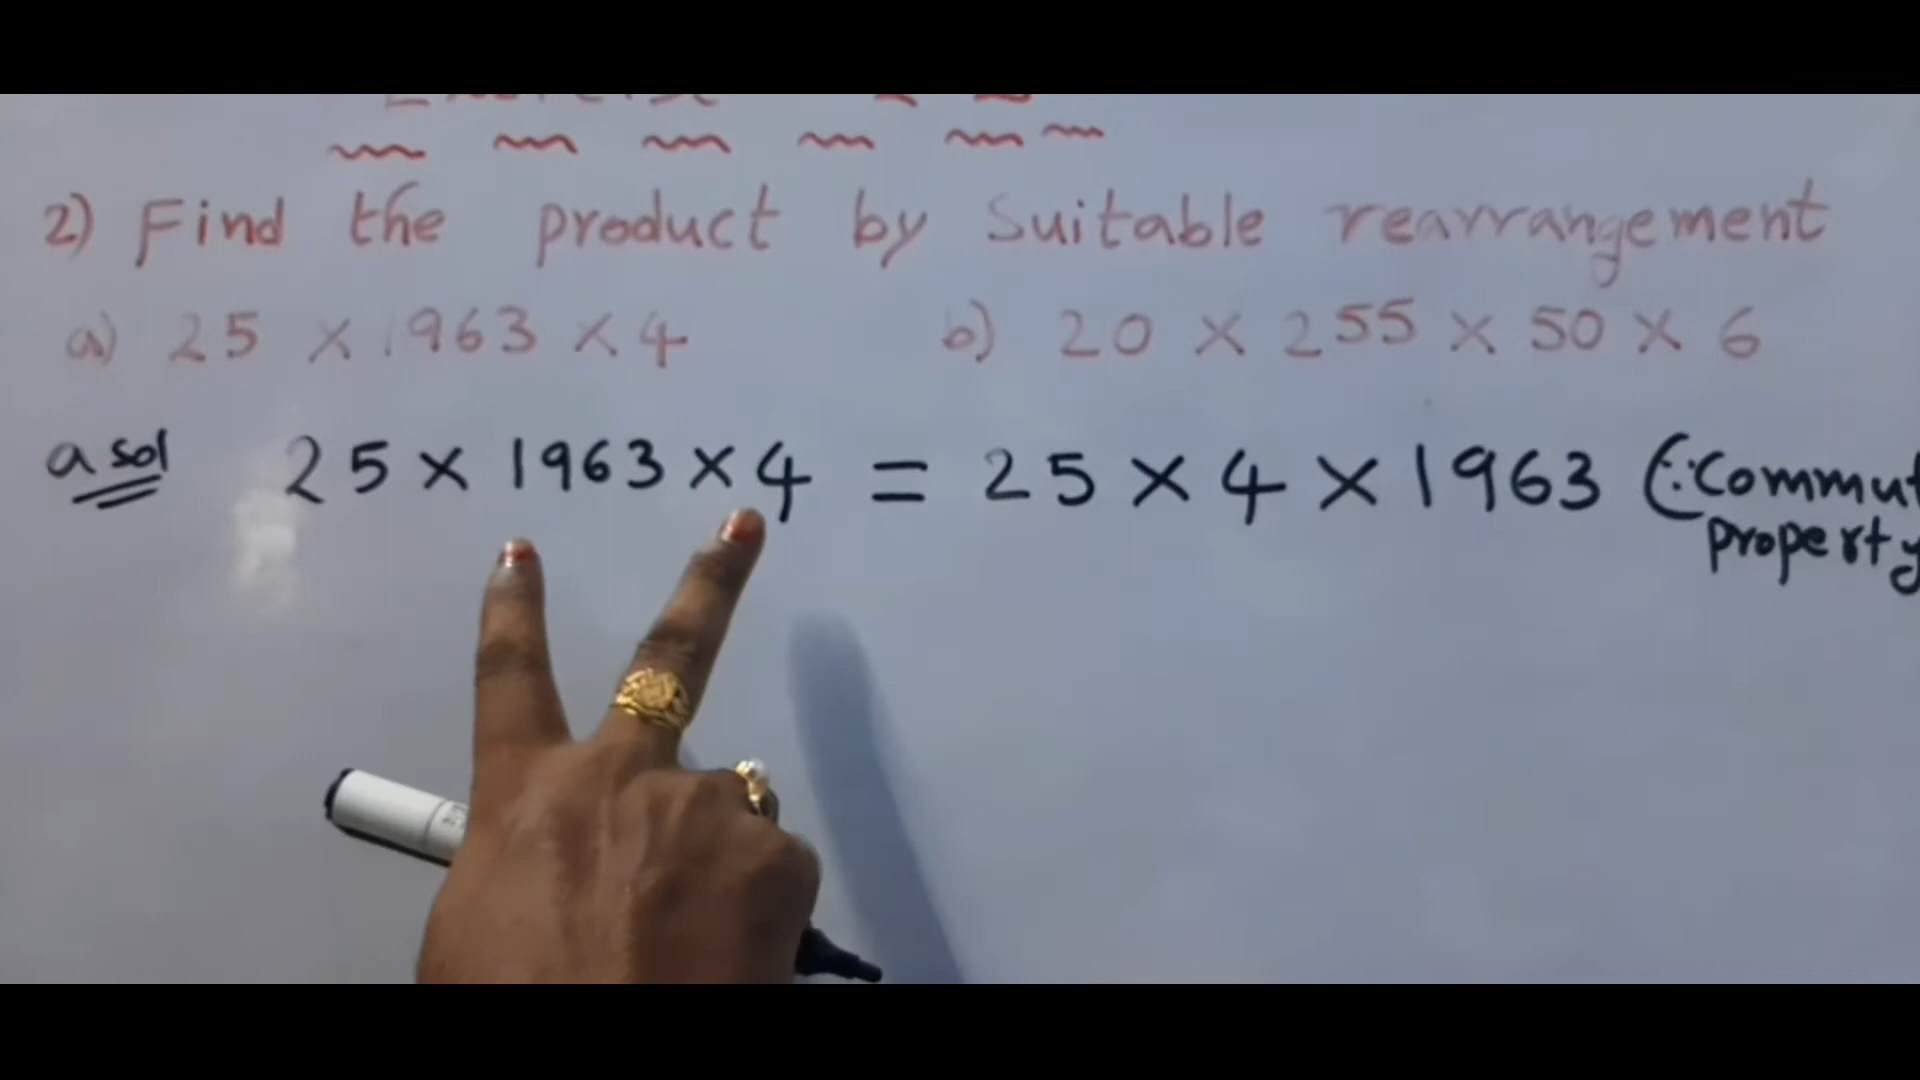 2) Find the product by Suitable rearrangement
a) 25 × 1963 × 4 b) 20 × 255 × 50 × 6
a sol 25 × 1963 × 4 = 25 × 4 × 1963 (∵ Commut
Property